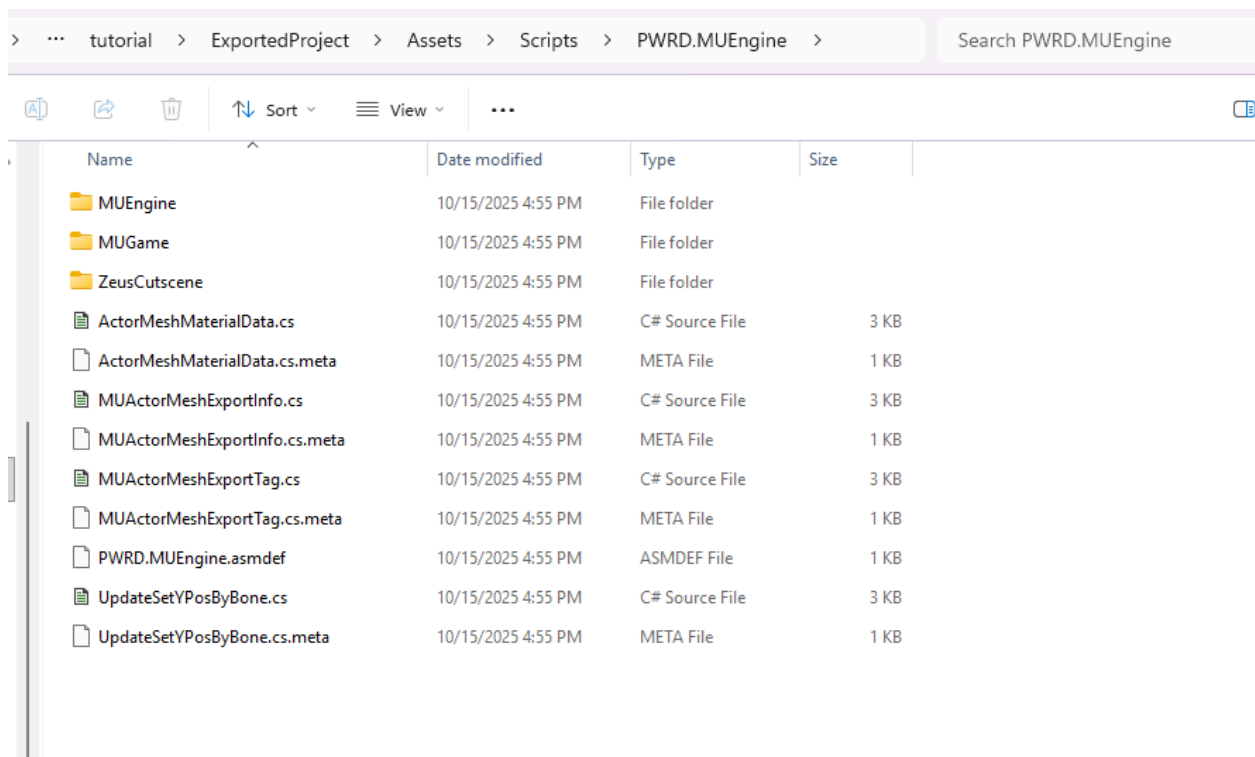 > ... tutorial > ExportedProject > Assets > Scripts > PWRD.MUEngine > Search PWRD.MUEngine
A Sort View ...
Name Date modified Type Size
MUEngine 10/15/2025 4:55 PM File folder
MUGame 10/15/2025 4:55 PM File folder
ZeusCutscene 10/15/2025 4:55 PM File folder
ActorMeshMaterialData.cs 10/15/2025 4:55 PM C# Source File 3 KB
ActorMeshMaterialData.cs.meta 10/15/2025 4:55 PM META File 1 KB
MUActorMeshExportInfo.cs 10/15/2025 4:55 PM C# Source File 3 KB
MUActorMeshExportInfo.cs.meta 10/15/2025 4:55 PM META File 1 KB
MUActorMeshExportTag.cs 10/15/2025 4:55 PM C# Source File 3 KB
MUActorMeshExportTag.cs.meta 10/15/2025 4:55 PM META File 1 KB
PWRD.MUEngine.asmdef 10/15/2025 4:55 PM ASMDEF File 1 KB
UpdateSetYPosByBone.cs 10/15/2025 4:55 PM C# Source File 3 KB
UpdateSetYPosByBone.cs.meta 10/15/2025 4:55 PM META File 1 KB